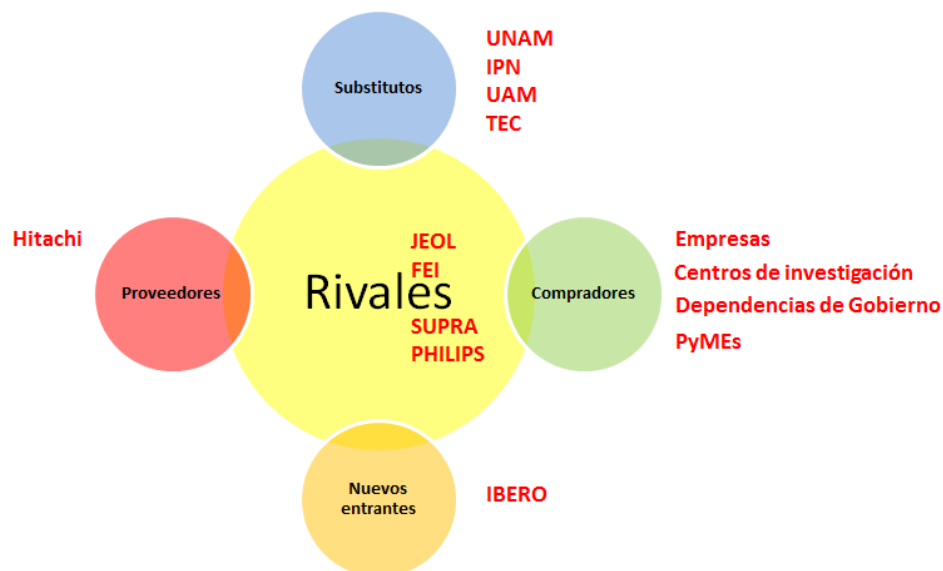 Substitutos
UNAM
IPN
UAM
TEC
Hitachi
Proveedores
Rivales
JEOL
FEI
SUPRA
PHILIPS
Compradores
Empresas
Centros de investigación
Dependencias de Gobierno
PyMEs
Nuevos
entrantes
IBERO